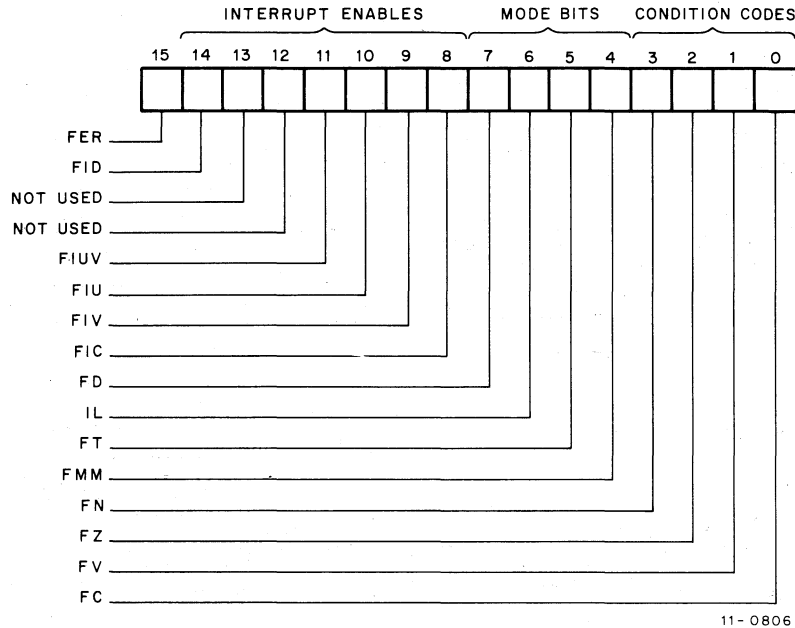 INTERRUPT ENABLES MODE BITS CONDITION CODES
15 14 13 12 11 10 9 8 7 6 5 4 3 2 1 0
FER
FID
NOT USED
NOT USED
FIUV
FIU
FIV
FIC
FD
IL
FT
FMM
FN
FZ
FV
FC
11-0806